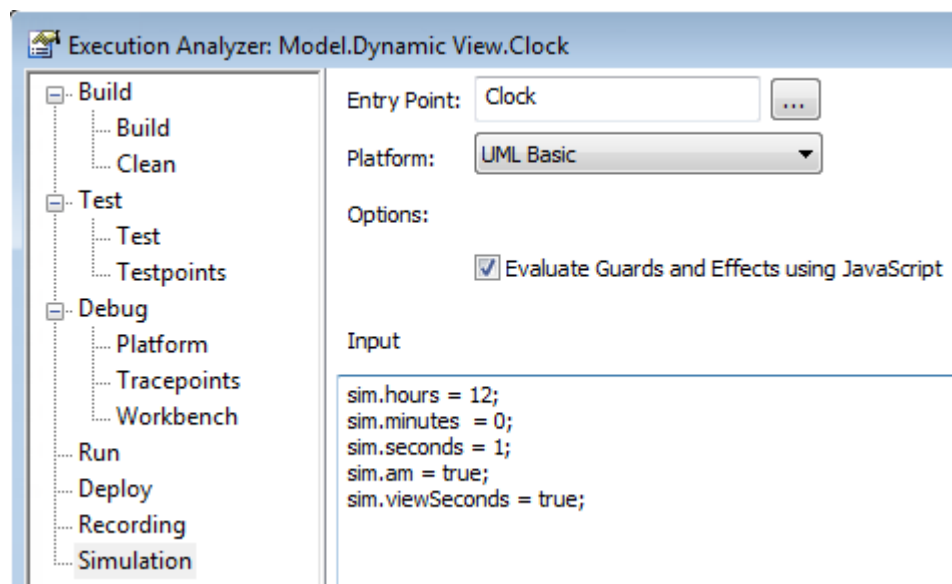 Execution Analyzer: Model.Dynamic View.Clock
Build
Build
Clean
Test
Test
Testpoints
Debug
Platform
Tracepoints
Workbench
Run
Deploy
Recording
Simulation
Entry Point: Clock ...
Platform: UML Basic
Options:
Evaluate Guards and Effects using JavaScript
Input
sim.hours = 12;
sim.minutes  = 0;
sim.seconds = 1;
sim.am = true;
sim.viewSeconds = true;